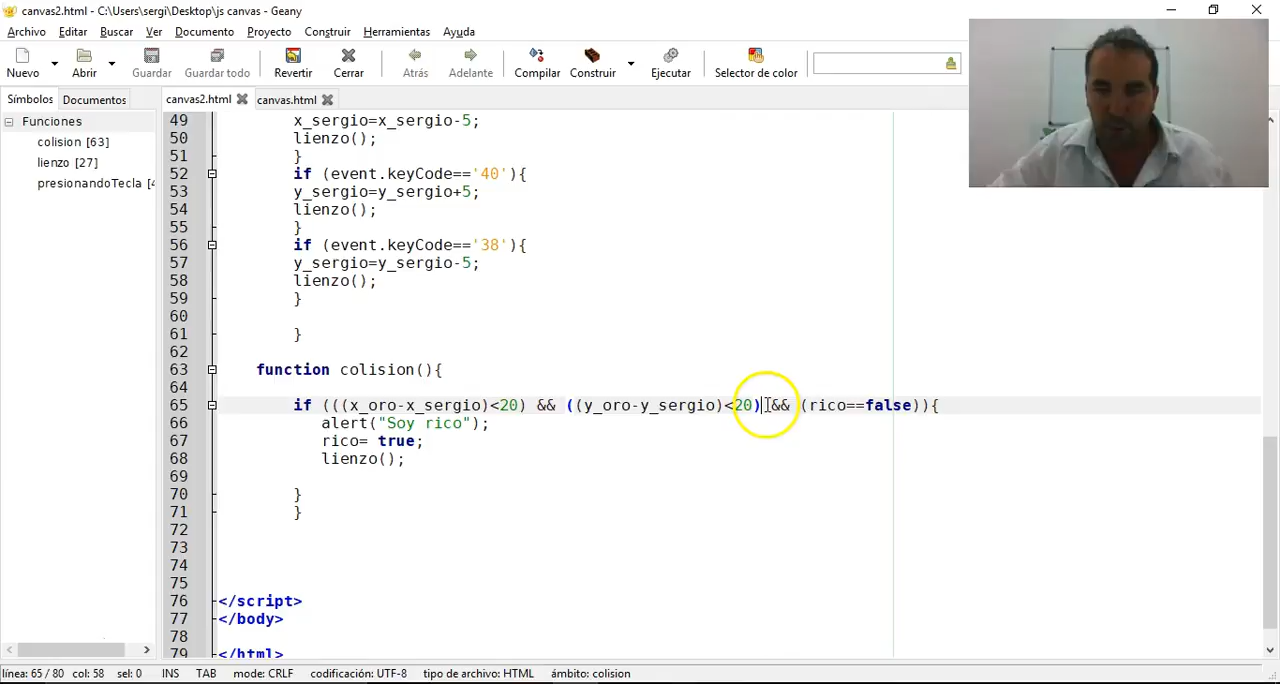 canvas2.html - C:\Users\sergi\Desktop\js canvas - Geany
Archivo Editar Buscar Ver Documento Proyecto Construir Herramientas Ayuda
Nuevo Abrir Guardar Guardar todo Revertir Cerrar Atrás Adelante Compilar Construir Ejecutar Selector de color
Símbolos Documentos canvas2.html canvas.html
Funciones
colision [63]
lienzo [27]
presionandoTecla [4
49 x_sergio=x_sergio-5;
50 lienzo();
51 }
52 if (event.keyCode=='40'){
53 y_sergio=y_sergio+5;
54 lienzo();
55 }
56 if (event.keyCode=='38'){
57 y_sergio=y_sergio-5;
58 lienzo();
59 }
60
61 }
62
63 function colision(){
64
65 if (((x_oro-x_sergio)<20) && ((y_oro-y_sergio)<20) && (rico==false)){
66 alert("Soy rico");
67 rico= true;
68 lienzo();
69
70 }
71 }
72
73
74
75
76 </script>
77 </body>
78
79 </html>
línea: 65 / 80 col: 58 sel: 0 INS TAB mode: CRLF codificación: UTF-8 tipo de archivo: HTML ámbito: colision